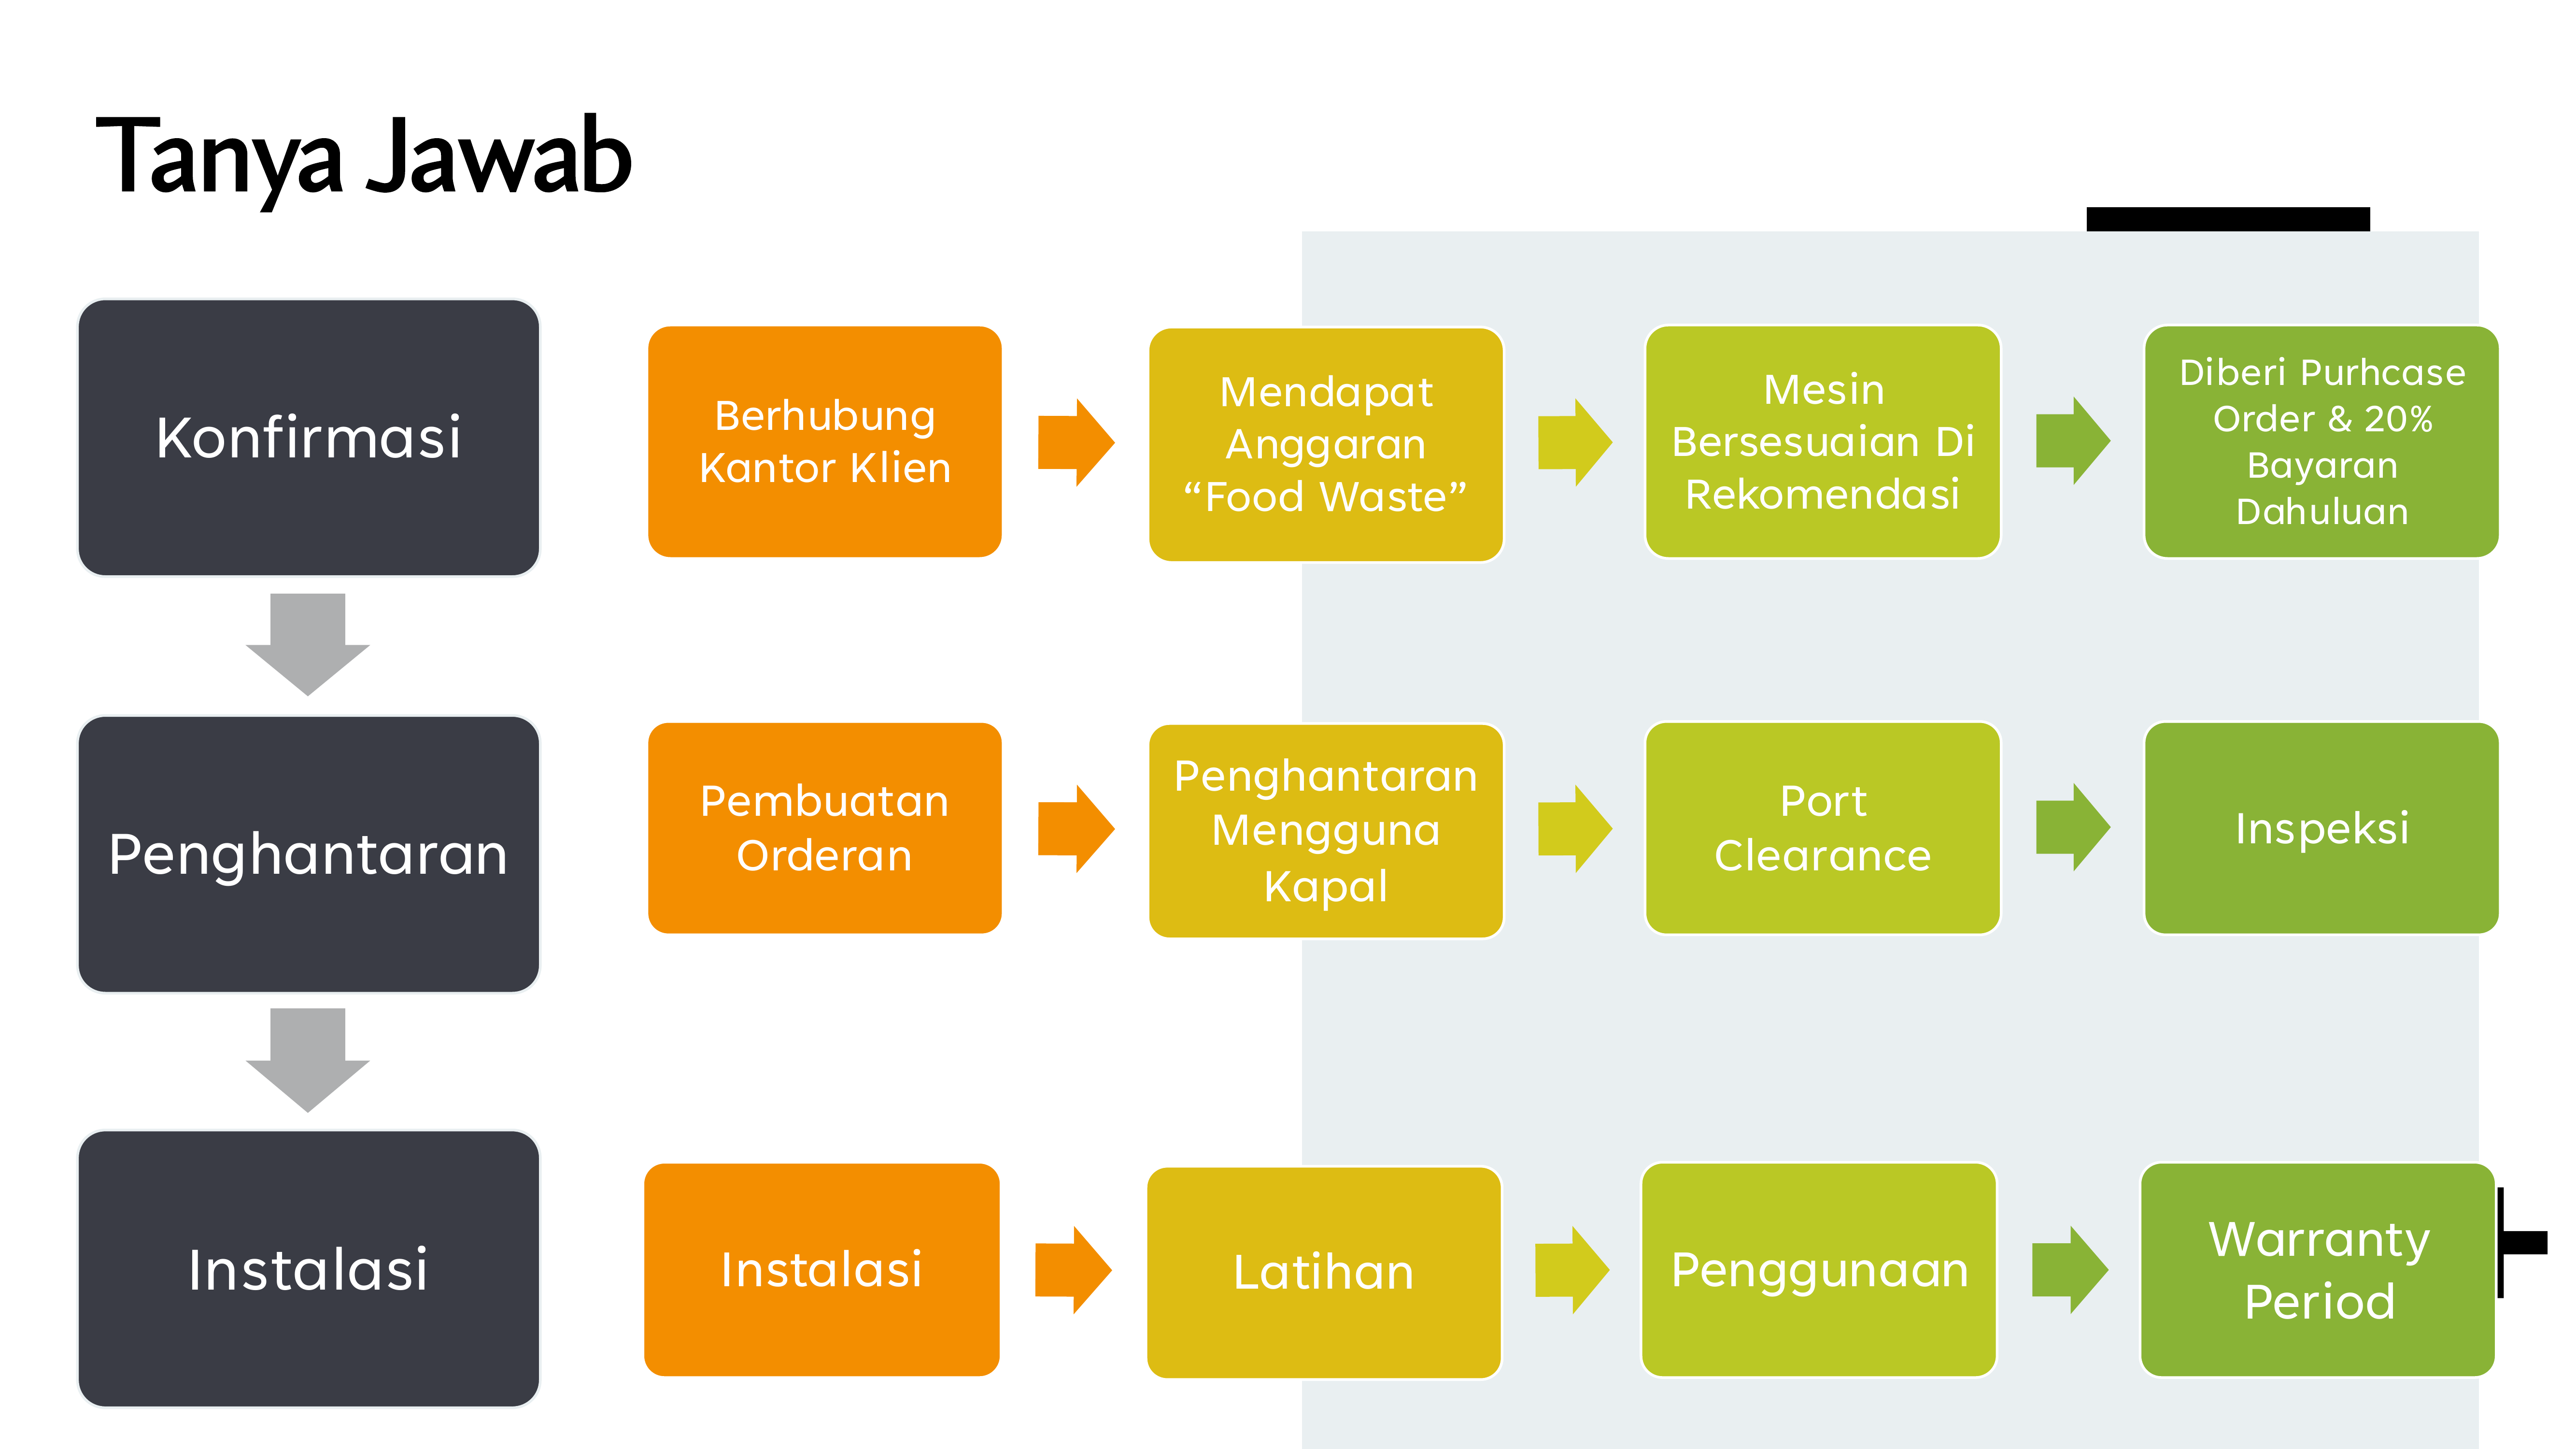 Tanya Jawab
Konfirmasi
Berhubung
Kantor Klien
Mendapat
Anggaran
“Food Waste”
Mesin
Bersesuaian Di
Rekomendasi
Diberi Purhcase
Order & 20%
Bayaran
Dahuluan
Penghantaran
Pembuatan
Orderan
Penghantaran
Mengguna
Kapal
Port
Clearance
Inspeksi
Instalasi
Instalasi
Latihan
Penggunaan
Warranty
Period